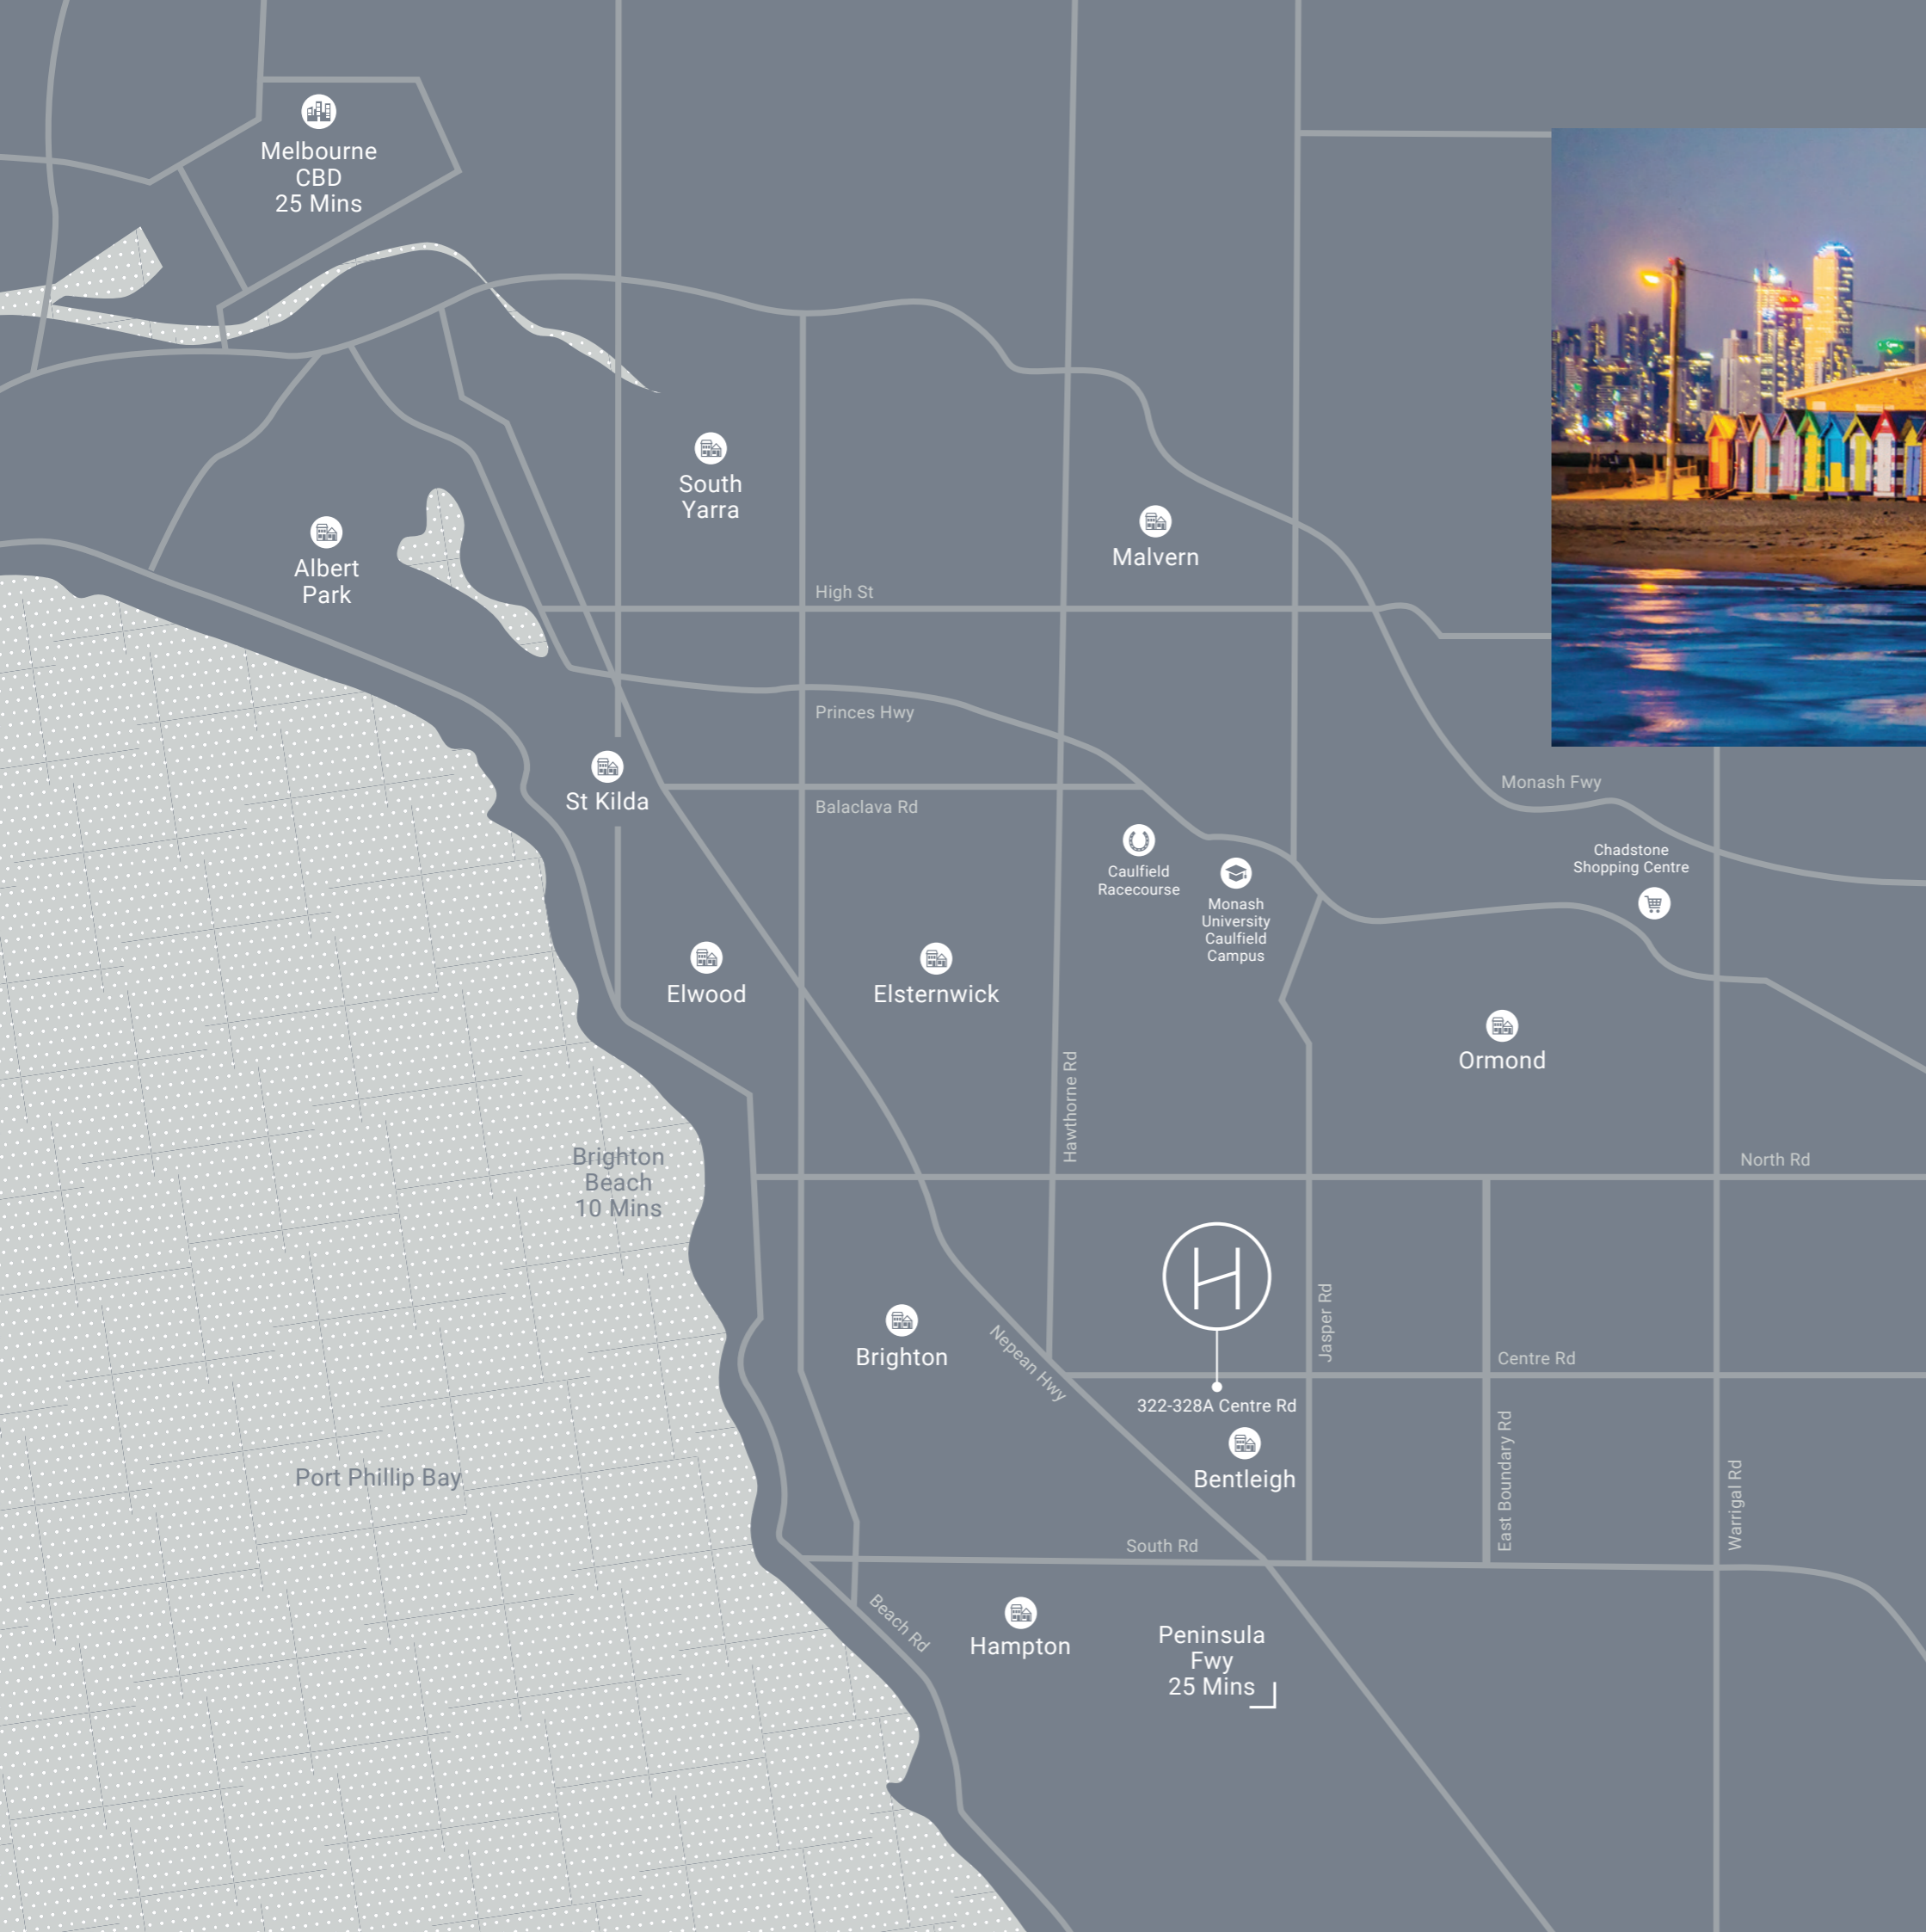 Melbourne
CBD
25 Mins
South
Yarra
Albert
Park
Malvern
High St
Princes Hwy
St Kilda
Balaclava Rd
Monash Fwy
Caulfield
Racecourse
Monash
University
Caulfield
Campus
Chadstone
Shopping Centre
Elwood
Elsternwick
Ormond
Hawthorne Rd
Brighton
Beach
10 Mins
North Rd
H
Jasper Rd
Brighton
Nepean Hwy
Centre Rd
322-328A Centre Rd
Bentleigh
East Boundary Rd
Warrigal Rd
Port Phillip Bay
South Rd
Beach Rd
Hampton
Peninsula
Fwy
25 Mins